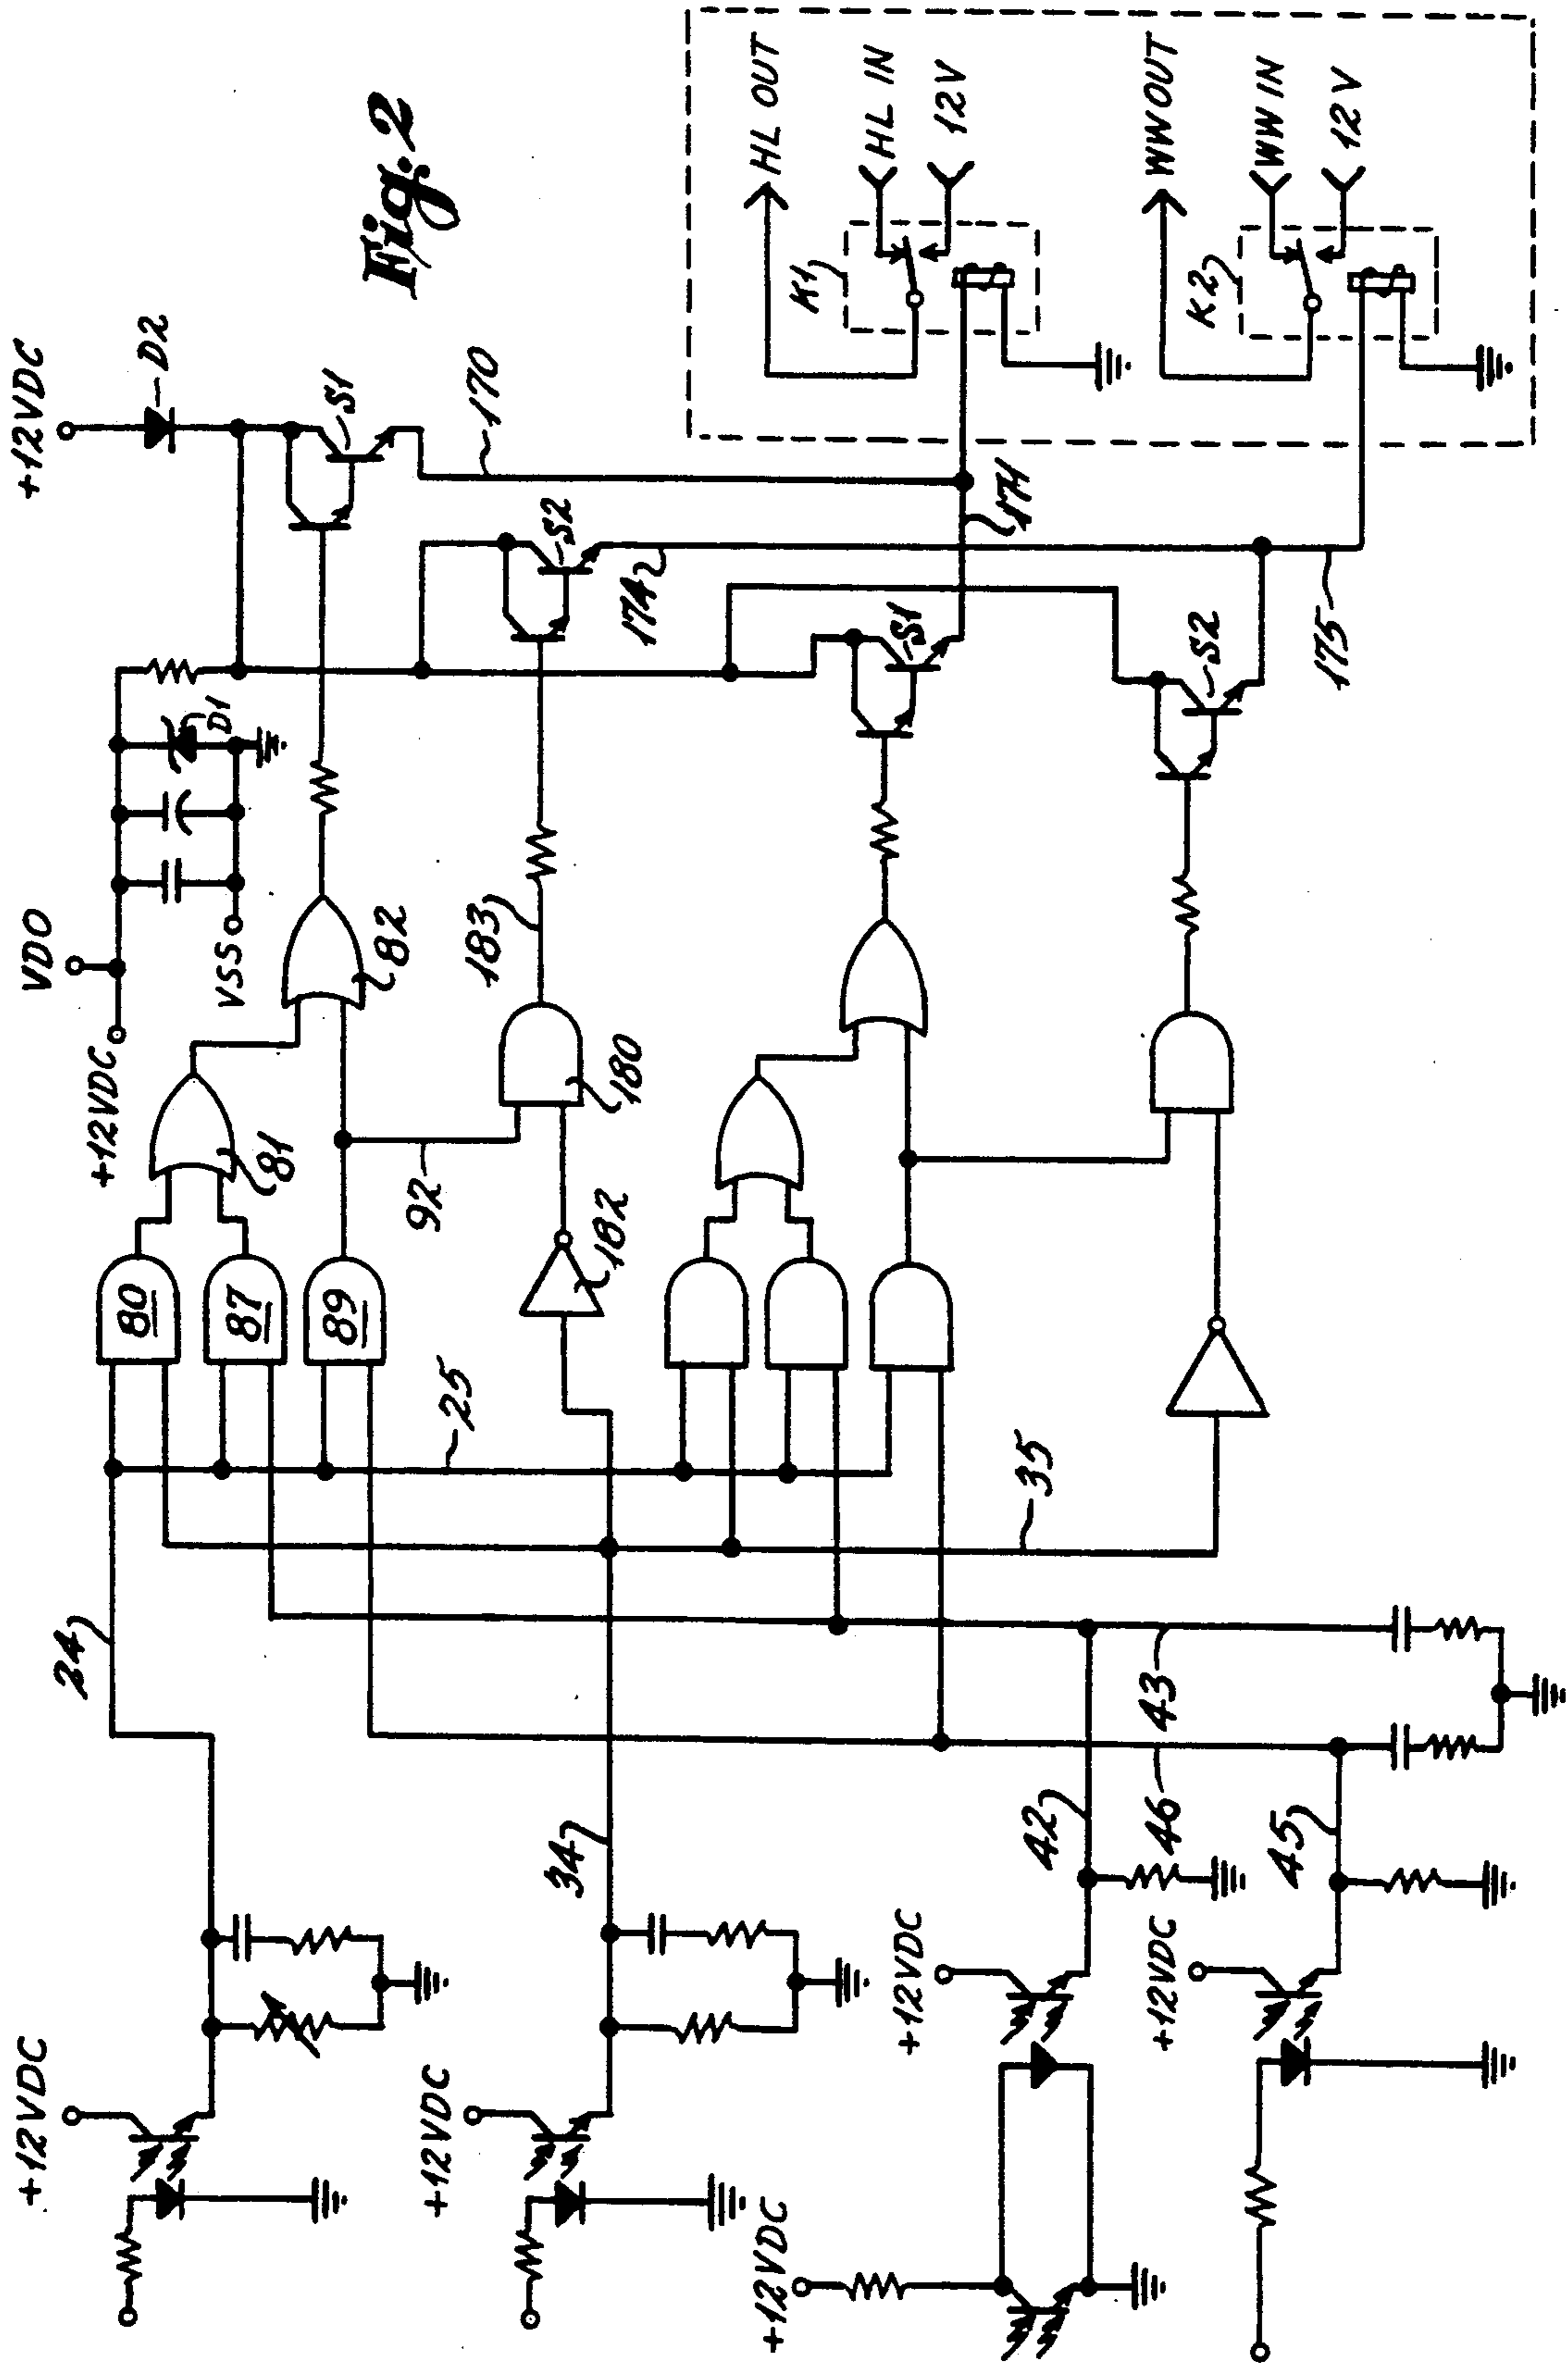 Fig. 2
+12VDC
D2
S1
170
VDO
+12VDC
VSS
D1
82
81
183
S2
174
180
92
182
80
87
89
25
24
34
35
S1
171
S2
175
HL OUT
HL IN
12V
K1
WW OUT
WW IN
12V
K2
43
46
42
45
+12VDC
+12VDC
+12VDC
+12VDC
+12VDC